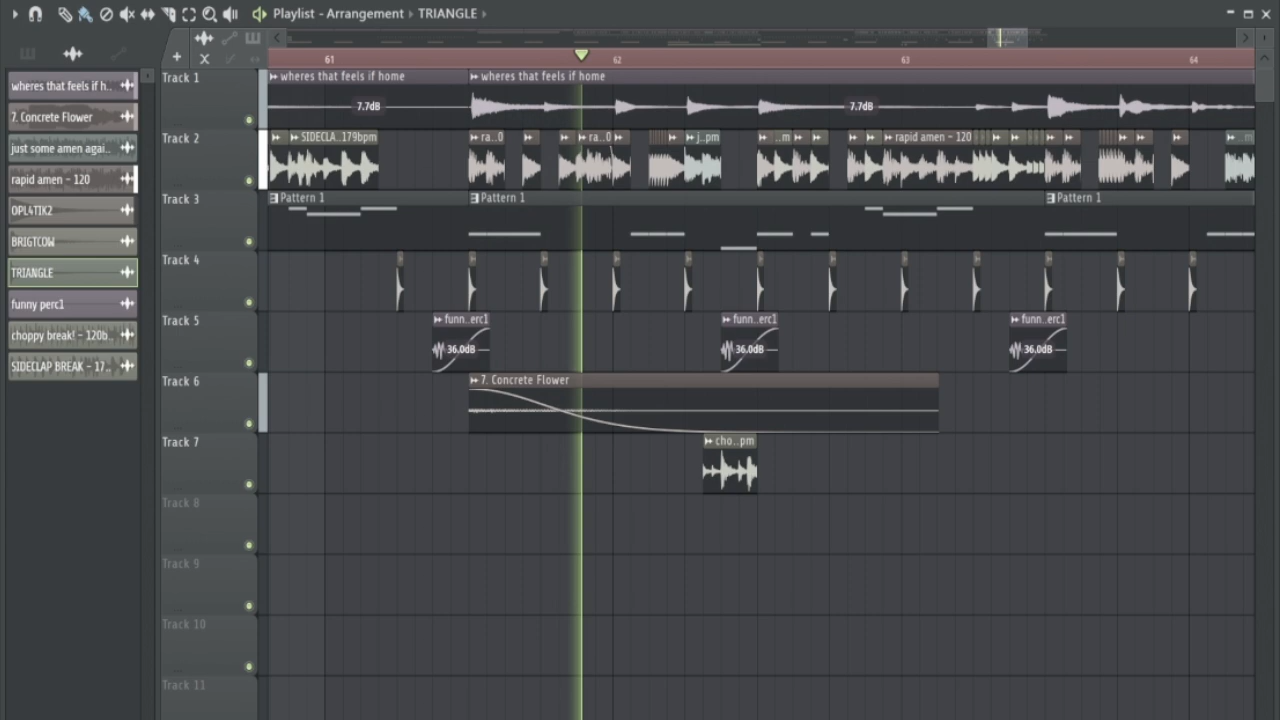 Playlist - Arrangement › TRIANGLE ›
61 62 63 64
wheres that feels if h..
7. Concrete Flower
just some amen agai..
rapid amen - 120
OPL4TIK2
BRIGTCOW
TRIANGLE
funny perc1
choppy break! - 120b..
SIDECLAP BREAK - 17..
Track 1
wheres that feels if home
wheres that feels if home
7.7dB
7.7dB
Track 2
SIDECLA..179bpm
ra..0
ra..0
j..pm
..m
rapid amen - 120
..m
Track 3
Pattern 1
Pattern 1
Pattern 1
Track 4
Track 5
funn..erc1
funn..erc1
funn..erc1
36.0dB
36.0dB
36.0dB
Track 6
7. Concrete Flower
Track 7
cho..pm
Track 8
Track 9
Track 10
Track 11